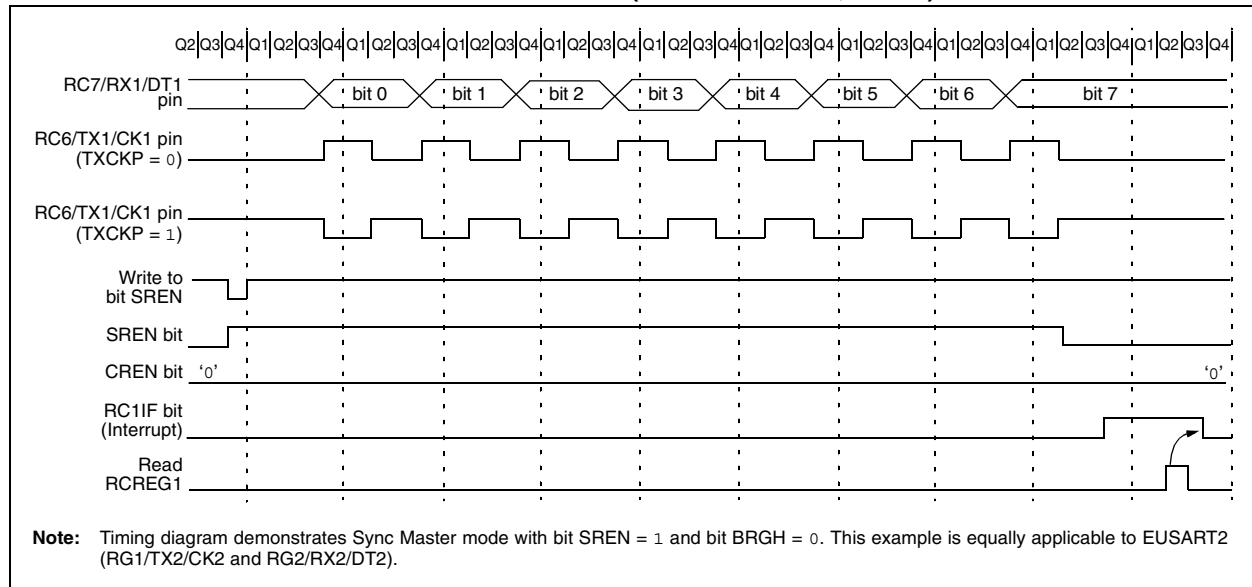 Q2 Q3 Q4 Q1 Q2 Q3 Q4 Q1 Q2 Q3 Q4 Q1 Q2 Q3 Q4 Q1 Q2 Q3 Q4 Q1 Q2 Q3 Q4 Q1 Q2 Q3 Q4 Q1 Q2 Q3 Q4 Q1 Q2 Q3 Q4 Q1 Q2 Q3 Q4 Q1 Q2 Q3 Q4
RC7/RX1/DT1
pin
bit 0 bit 1 bit 2 bit 3 bit 4 bit 5 bit 6 bit 7
RC6/TX1/CK1 pin
(TXCKP = 0)
RC6/TX1/CK1 pin
(TXCKP = 1)
Write to
bit SREN
SREN bit
CREN bit ‘0’ ‘0’
RC1IF bit
(Interrupt)
Read
RCREG1
Note: Timing diagram demonstrates Sync Master mode with bit SREN = 1 and bit BRGH = 0. This example is equally applicable to EUSART2
(RG1/TX2/CK2 and RG2/RX2/DT2).